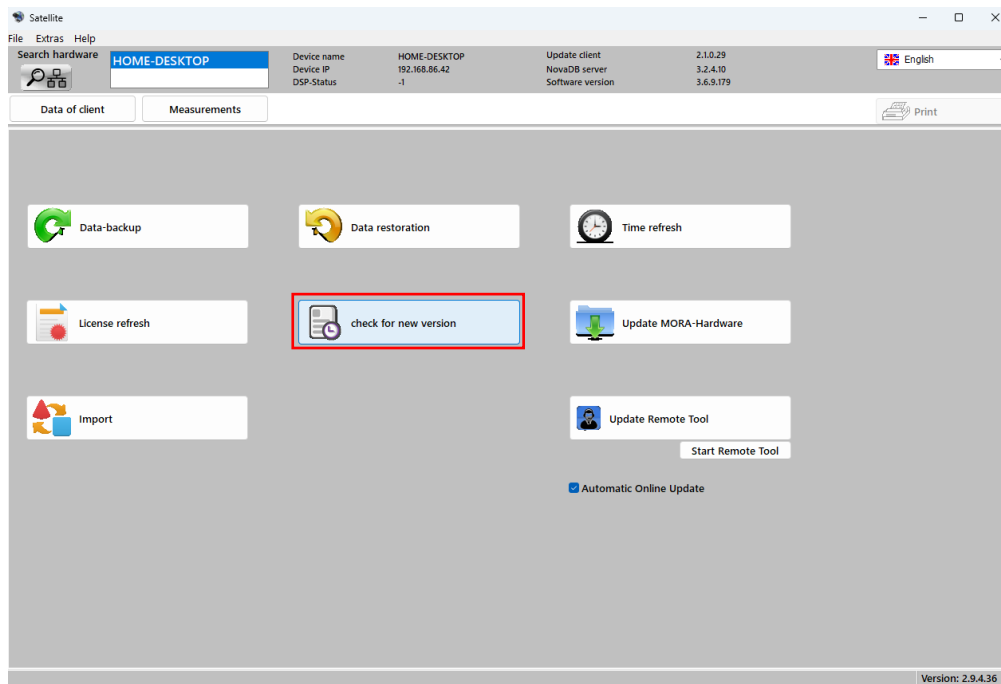 Satellite
File Extras Help
Search hardware
HOME-DESKTOP
Device name HOME-DESKTOP
Device IP 192.168.86.42
DSP-Status -1
Update client 2.1.0.29
NovaDB server 3.2.4.10
Software version 3.6.9.179
English
Data of client
Measurements
Print
Data-backup
Data restoration
Time refresh
License refresh
check for new version
Update MORA-Hardware
Import
Update Remote Tool
Start Remote Tool
Automatic Online Update
Version: 2.9.4.36